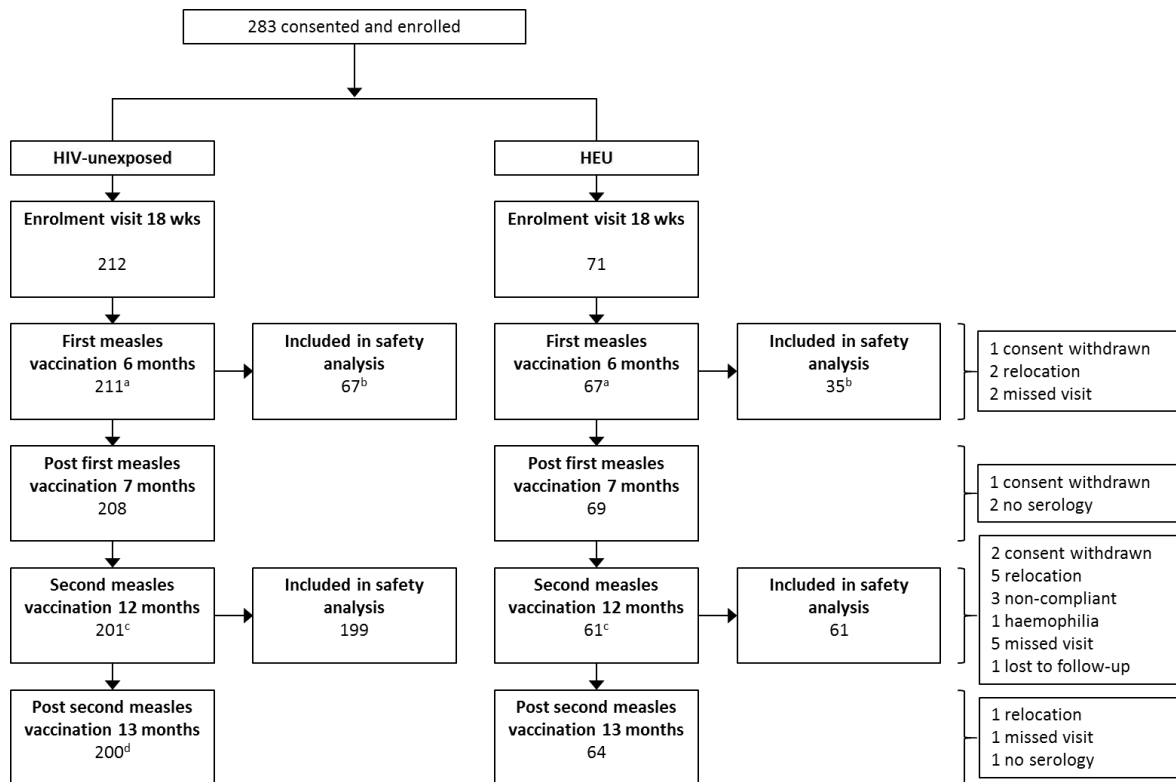 283 consented and enrolled
HIV-unexposed
HEU
Enrolment visit 18 wks
212
Enrolment visit 18 wks
71
First measles
vaccination 6 months
211ᵃ
Included in safety
analysis
67ᵇ
First measles
vaccination 6 months
67ᵃ
Included in safety
analysis
35ᵇ
1 consent withdrawn
2 relocation
2 missed visit
Post first measles
vaccination 7 months
208
Post first measles
vaccination 7 months
69
1 consent withdrawn
2 no serology
Second measles
vaccination 12 months
201ᶜ
Included in safety
analysis
199
Second measles
vaccination 12 months
61ᶜ
Included in safety
analysis
61
2 consent withdrawn
5 relocation
3 non-compliant
1 haemophilia
5 missed visit
1 lost to follow-up
Post second measles
vaccination 13 months
200ᵈ
Post second measles
vaccination 13 months
64
1 relocation
1 missed visit
1 no serology